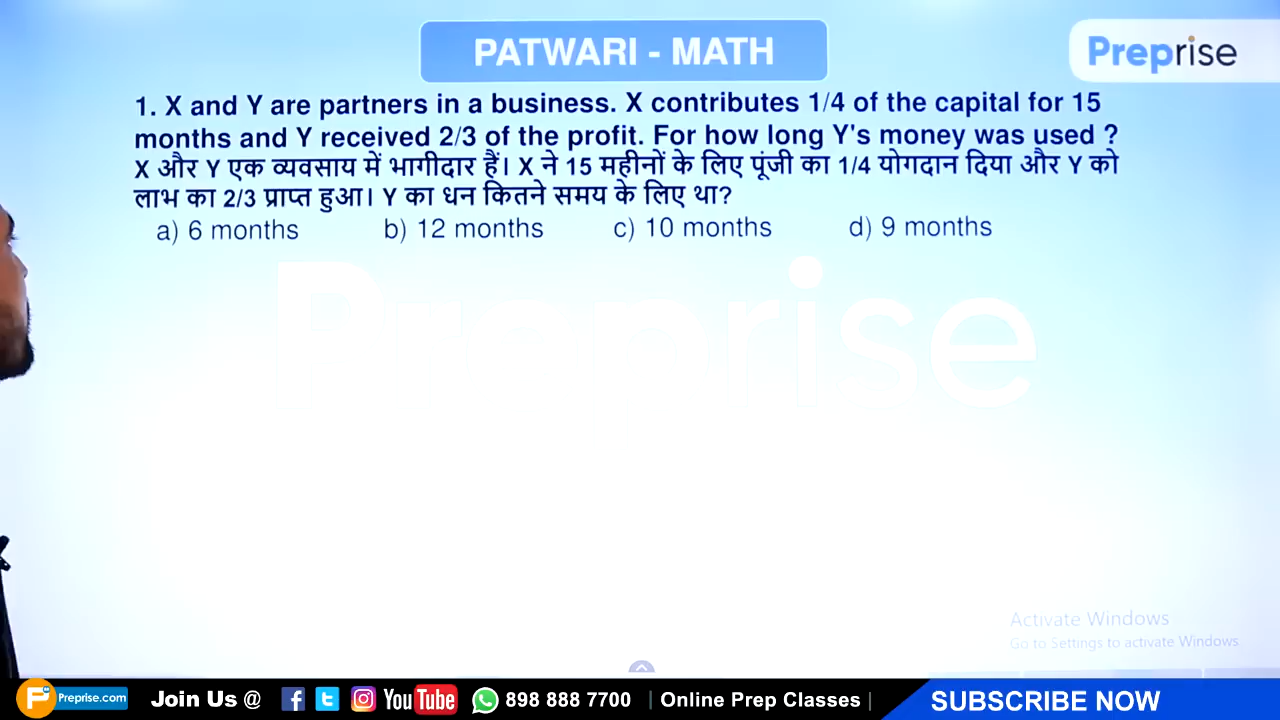 PATWARI - MATH
Preprise
1. X and Y are partners in a business. X contributes 1/4 of the capital for 15
months and Y received 2/3 of the profit. For how long Y's money was used ?
X और Y एक व्यवसाय में भागीदार हैं। X ने 15 महीनों के लिए पूंजी का 1/4 योगदान दिया और Y को
लाभ का 2/3 प्राप्त हुआ। Y का धन कितने समय के लिए था?
a) 6 months b) 12 months c) 10 months d) 9 months
Preprise
Activate Windows
Go to Settings to activate Windows
Preprise.com Join Us @ YouTube 898 888 7700 | Online Prep Classes | SUBSCRIBE NOW